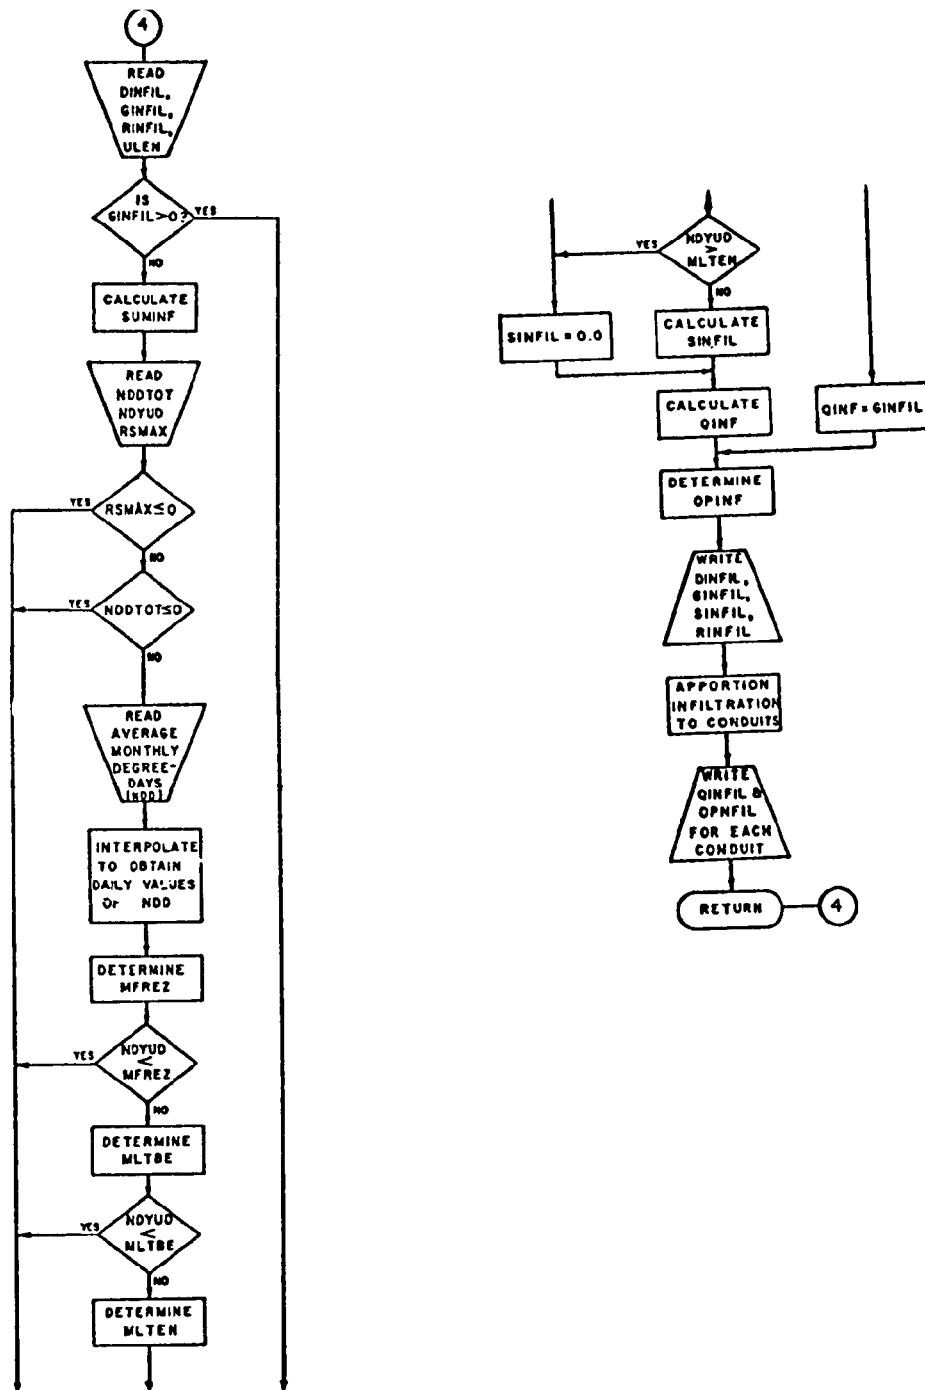 4
READ
DINFIL,
GINFIL,
RINFIL,
ULEN
IS
GINFIL>0?
YES
NO
CALCULATE
SUMINF
READ
NDDTOT
NDYUD
RSMAX
YES
RSMAX≤0
NO
YES
NDDTOT≤0
NO
READ
AVERAGE
MONTHLY
DEGREE-
DAYS
[NDD]
INTERPOLATE
TO OBTAIN
DAILY VALUES
OF NDD
DETERMINE
MFREZ
YES
NDYUD
<
MFREZ
NO
DETERMINE
MLTBE
YES
NDYUD
<
MLTBE
NO
DETERMINE
MLTEN
YES
NDYUD
>
MLTEN
NO
SINFIL = 0.0
CALCULATE
SINFIL
CALCULATE
QINF
QINF = GINFIL
DETERMINE
OPINF
WRITE
DINFIL,
GINFIL,
SINFIL,
RINFIL
APPORTION
INFILTRATION
TO CONDUITS
WRITE
QINFIL &
OPNFIL
FOR EACH
CONDUIT
RETURN
4